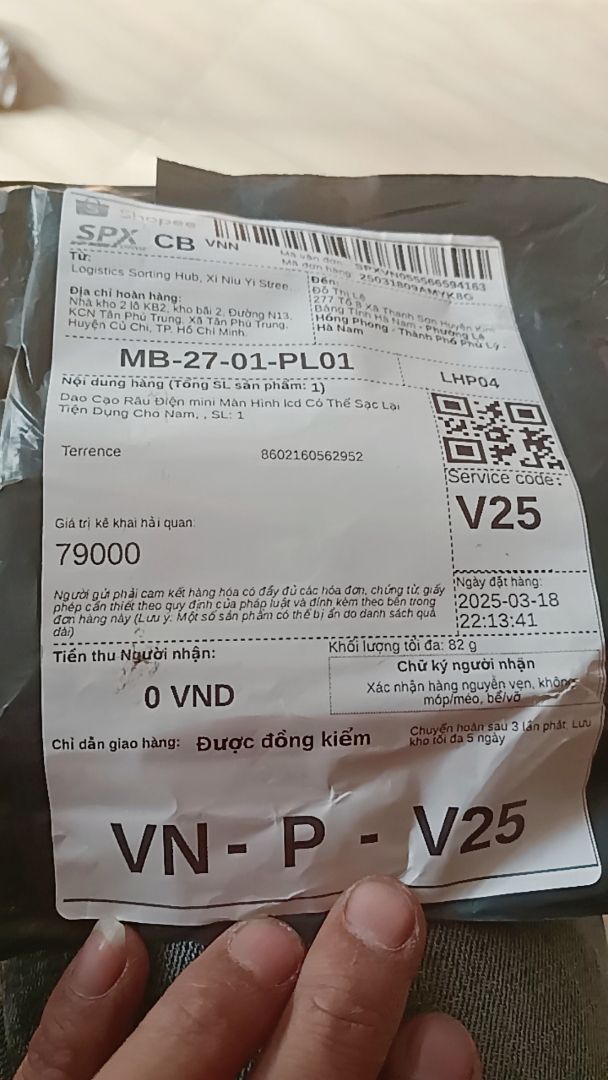 Shopee
SPX CB VNN
Mã vận đơn: SPXVN055566594163
Mã đơn hàng: 25031809AMYK8G
Từ:
Logistics Sorting Hub, Xi Niu Yi Stree,
Địa chỉ hoàn hàng:
Nhà kho 2 lô KB2, kho bãi 2, Đường N13,
KCN Tân Phú Trung, Xã Tân Phú Trung,
Huyện Củ Chi, TP. Hồ Chí Minh.
Đến:
Đỗ Thị Lê
277 Tổ 8 Xã Thanh Sơn Huyện Kim
Bảng Tỉnh Hà Nam - Phường Lê
Hồng Phong - Thành Phố Phủ Lý -
Hà Nam
MB-27-01-PL01
LHP04
Nội dung hàng (Tổng SL sản phẩm: 1)
Dao Cạo Râu Điện mini Màn Hình lcd Có Thể Sạc Lại
Tiện Dụng Cho Nam, , SL: 1
Terrence 8602160562952
Service code:
V25
Giá trị kê khai hải quan:
79000
Người gửi phải cam kết hàng hóa có đầy đủ các hóa đơn, chứng từ, giấy
phép cần thiết theo quy định của pháp luật và đính kèm theo bên trong
đơn hàng này (Lưu ý: Một số sản phẩm có thể bị ẩn do danh sách quá
dài)
Ngày đặt hàng:
2025-03-18
22:13:41
Tiền thu Người nhận:
0 VND
Khối lượng tối đa: 82 g
Chữ ký người nhận
Xác nhận hàng nguyên vẹn, không
móp/méo, bể/vỡ
Chỉ dẫn giao hàng: Được đồng kiểm
Chuyển hoàn sau 3 lần phát. Lưu
kho tối đa 5 ngày
VN - P - V25